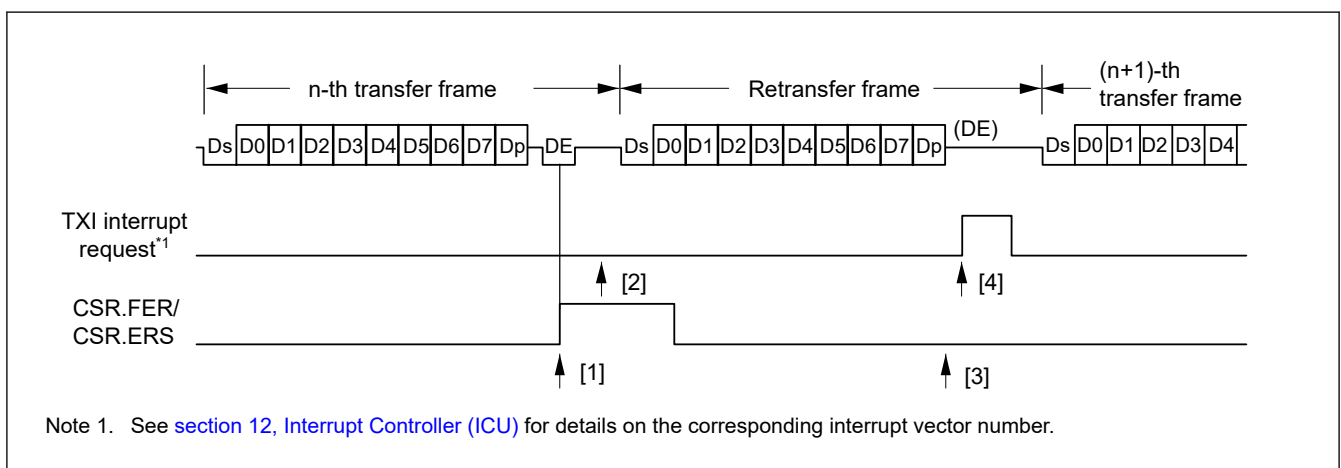 n-th transfer frame
Retransfer frame
(n+1)-th
transfer frame
Ds D0 D1 D2 D3 D4 D5 D6 D7 Dp DE Ds D0 D1 D2 D3 D4 D5 D6 D7 Dp (DE) Ds D0 D1 D2 D3 D4
TXI interrupt
request*1
[2]
[4]
CSR.FER/
CSR.ERS
[1]
[3]
Note 1. See section 12, Interrupt Controller (ICU) for details on the corresponding interrupt vector number.